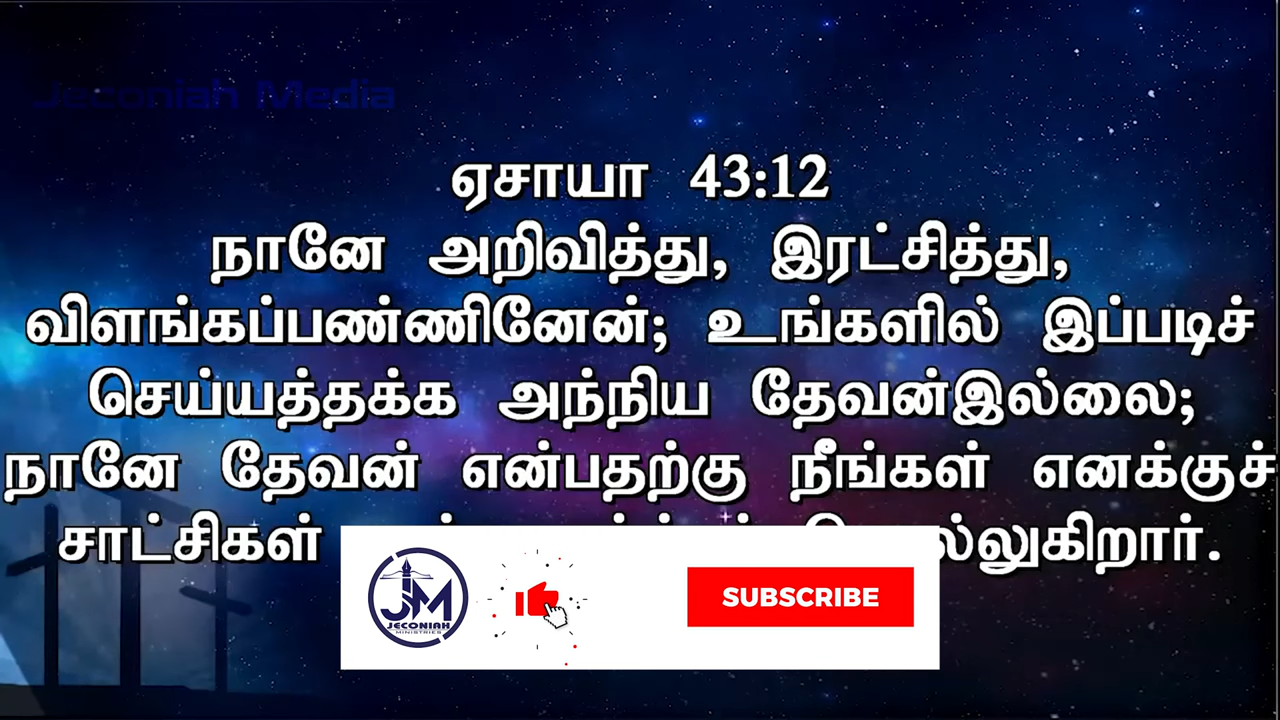 Jeconiah Media
ஏசாயா 43:12
நானே அறிவித்து, இரட்சித்து,
விளங்கப்பண்ணினேன்; உங்களில் இப்படிச்
செய்யத்தக்க அந்நிய தேவன்இல்லை;
நானே தேவன் என்பதற்கு நீங்கள் எனக்குச்
சாட்சிகள்
JM
JECONIAH
MINISTRIES
SUBSCRIBE